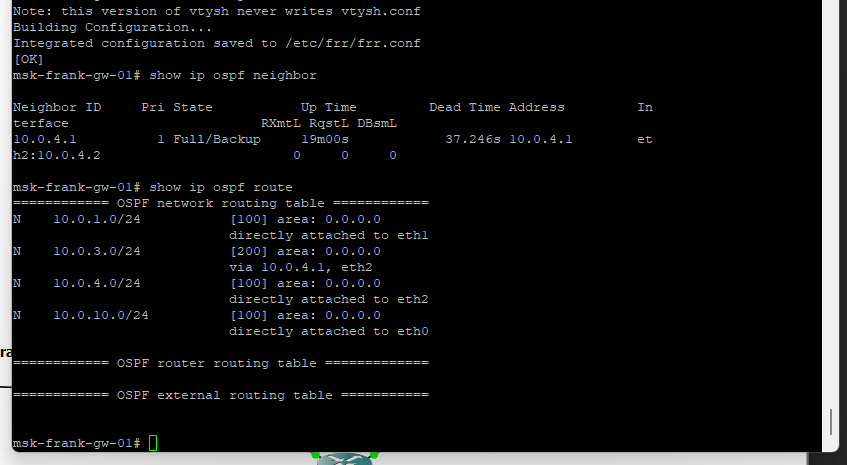 Note: this version of vtysh never writes vtysh.conf
Building Configuration...
Integrated configuration saved to /etc/frr/frr.conf
[OK]
msk-frank-gw-01# show ip ospf neighbor
Neighbor ID     Pri State           Up Time         Dead Time Address         In
terface                        RXmtL RqstL DBsmL
10.0.4.1          1 Full/Backup     19m00s            37.246s 10.0.4.1        et
h2:10.0.4.2                        0     0     0
msk-frank-gw-01# show ip ospf route
============ OSPF network routing table ============
N    10.0.1.0/24           [100] area: 0.0.0.0
                           directly attached to eth1
N    10.0.3.0/24           [200] area: 0.0.0.0
                           via 10.0.4.1, eth2
N    10.0.4.0/24           [100] area: 0.0.0.0
                           directly attached to eth2
N    10.0.10.0/24          [100] area: 0.0.0.0
                           directly attached to eth0
============ OSPF router routing table =============
============ OSPF external routing table ===========
msk-frank-gw-01#